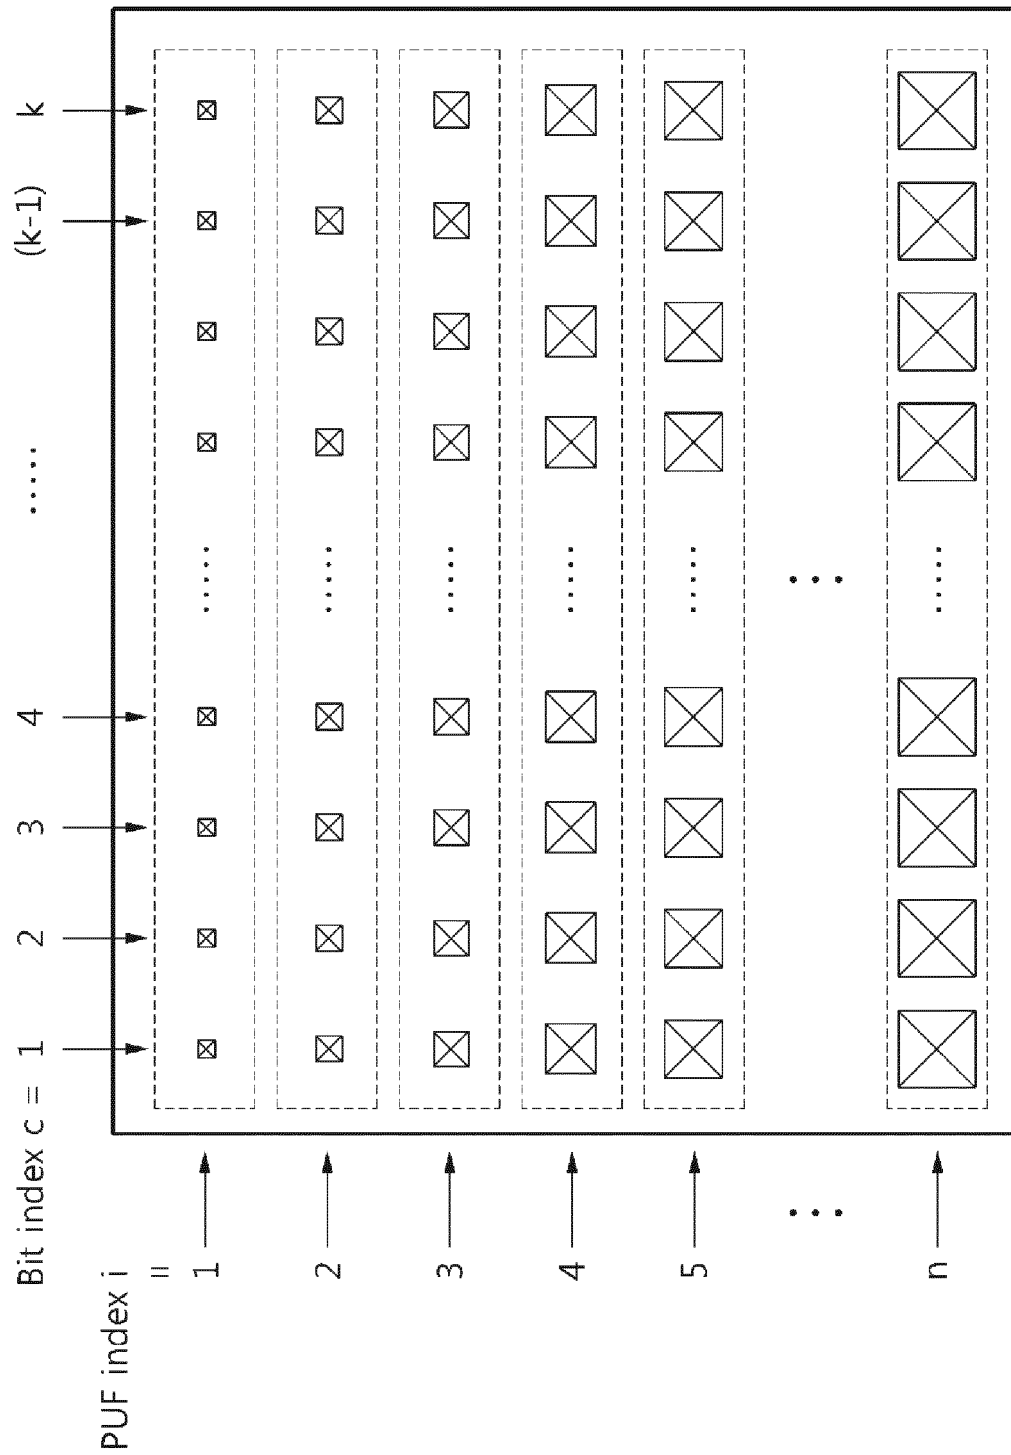 Bit index c = 1 2 3 4 ····· (k-1) k
PUF index i
=
1
2
3
4
5
···
n